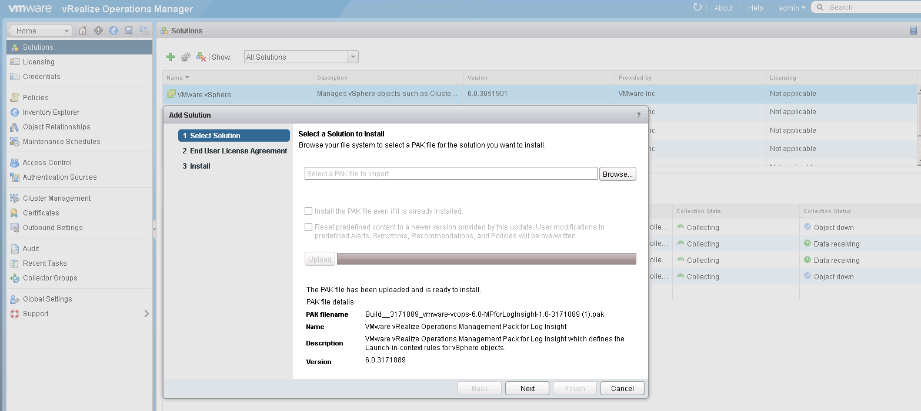 vmware vRealize Operations Manager
About Help admin Search
Home
Solutions
Licensing
Credentials
Policies
Inventory Explorer
Object Relationships
Maintenance Schedules
Access Control
Authentication Sources
Cluster Management
Certificates
Outbound Settings
Audit
Recent Tasks
Collector Groups
Global Settings
Support
Solutions
Show: All Solutions
Name Description Version Provided by Licensing
VMware vSphere Manages vSphere objects such as Cluste... 6.0.3051901 VMware Inc. Not applicable
Inc. Not applicable
Inc. Not applicable
Inc. Not applicable
Collection State Collection Status
Colle... Collecting Object down
Colle... Collecting Data receiving
Colle... Collecting Data receiving
Colle... Collecting Object down
Add Solution ?
1 Select Solution
2 End User License Agreement
3 Install
Select a Solution to Install
Browse your file system to select a PAK file for the solution you want to install.
Select a PAK file to import Browse...
Install the PAK file even if it is already installed.
Reset predefined content to a newer version provided by this update. User modifications to
predefined Alerts, Symptoms, Recommendations, and Policies will be overwritten.
Upload
The PAK file has been uploaded and is ready to install.
PAK file details
PAK filename Build__3171089_vmware-vcops-6.0-MPforLogInsight-1.0-3171089 (1).pak
Name VMware vRealize Operations Management Pack for Log Insight
Description VMware vRealize Operations Management Pack for Log Insight which defines the
Launch-in-context rules for vSphere objects.
Version 6.0.3171089
Back Next Finish Cancel